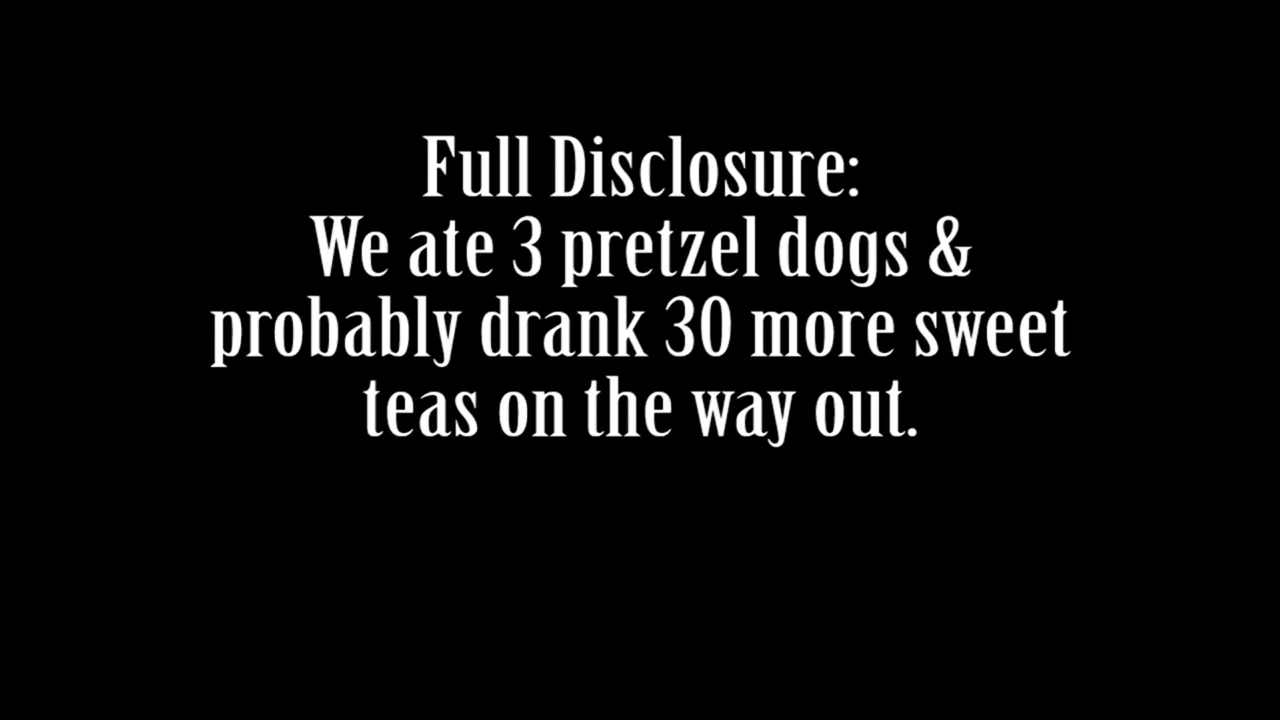 Full Disclosure:
We ate 3 pretzel dogs &
probably drank 30 more sweet
teas on the way out.